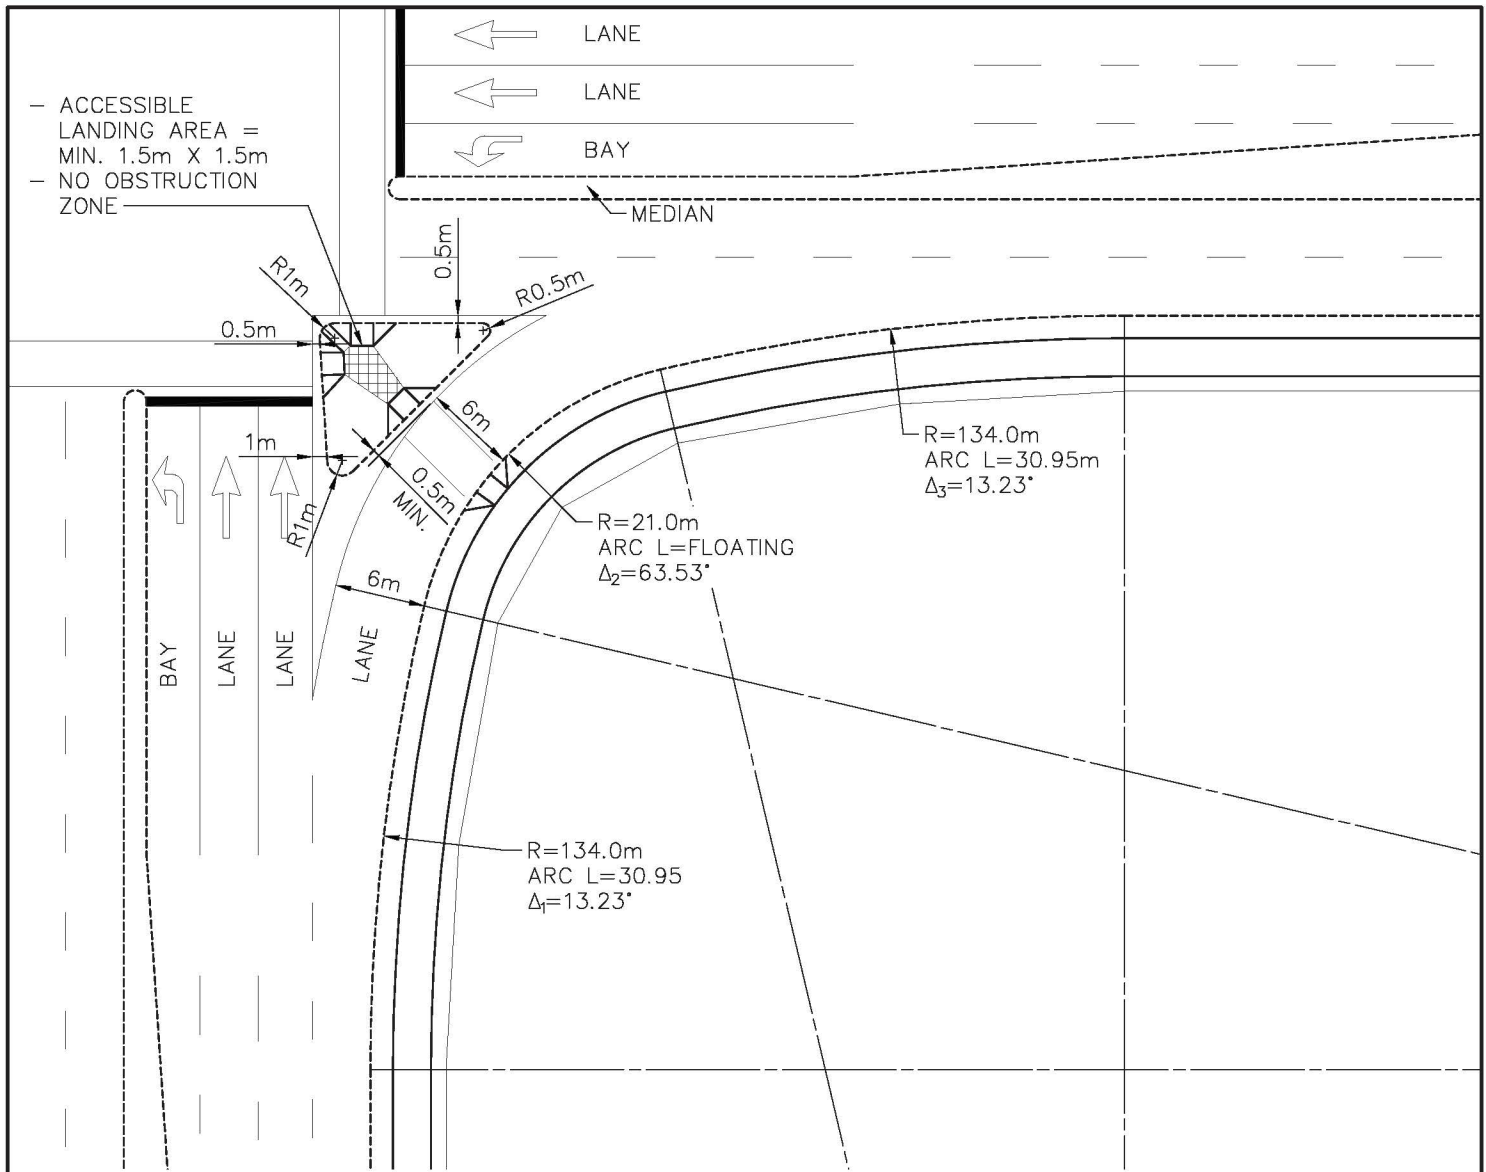 LANE
LANE
BAY
— ACCESSIBLE
LANDING AREA =
MIN. 1.5m X 1.5m
— NO OBSTRUCTION
ZONE
MEDIAN
0.5m
R1m
R0.5m
0.5m
6m
1m
0.5m
MIN.
R1m
R=134.0m
ARC L=30.95m
Δ3=13.23°
R=21.0m
ARC L=FLOATING
Δ2=63.53°
6m
BAY
LANE
LANE
LANE
R=134.0m
ARC L=30.95
Δ1=13.23°